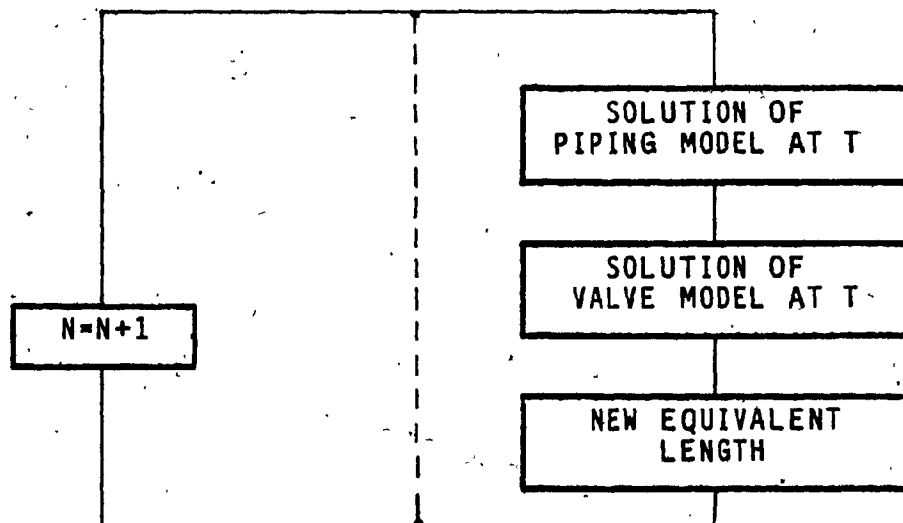 SOLUTION OF
PIPING MODEL AT T
SOLUTION OF
VALVE MODEL AT T
N=N+1
NEW EQUIVALENT
LENGTH